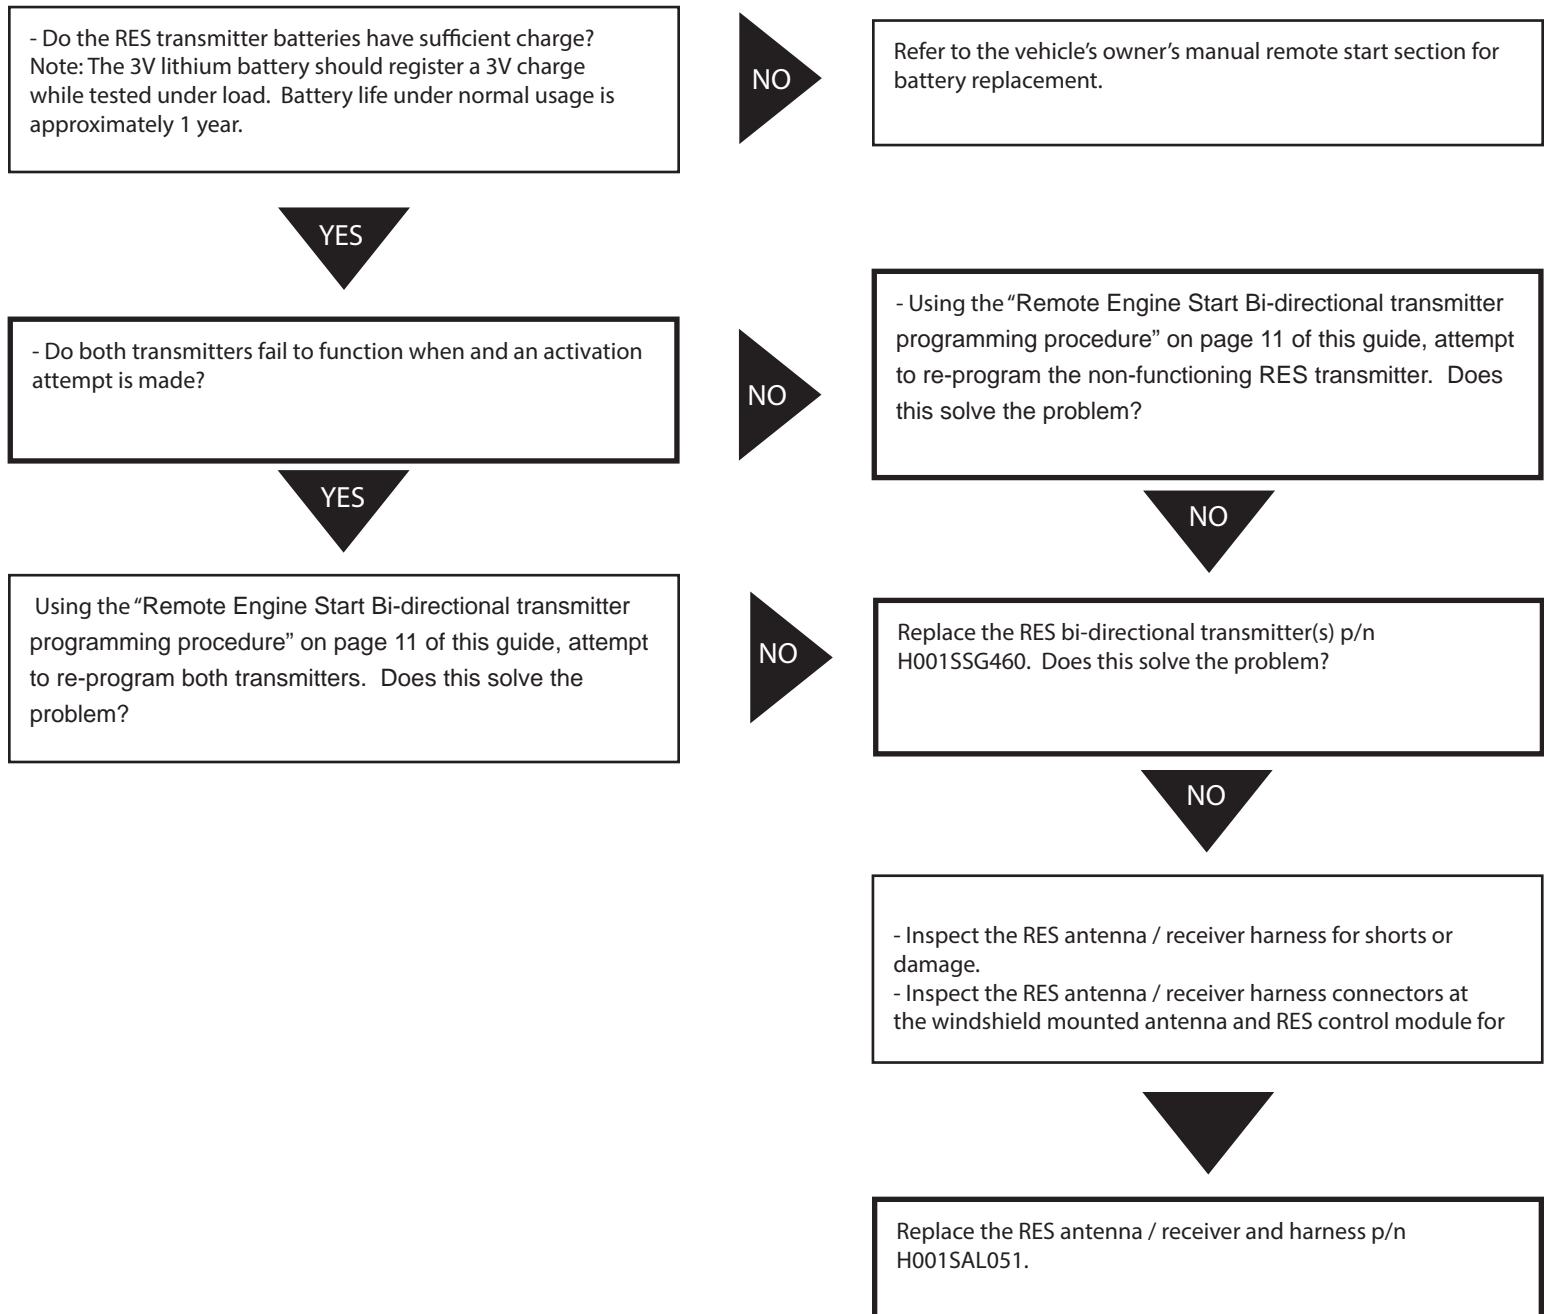 - Do the RES transmitter batteries have sufficient charge?
Note: The 3V lithium battery should register a 3V charge
while tested under load.  Battery life under normal usage is
approximately 1 year.
NO
Refer to the vehicle's owner's manual remote start section for
battery replacement.
YES
- Do both transmitters fail to function when and an activation
attempt is made?
NO
- Using the "Remote Engine Start Bi-directional transmitter
programming procedure" on page 11 of this guide, attempt
to re-program the non-functioning RES transmitter.  Does
this solve the problem?
YES
NO
Using the "Remote Engine Start Bi-directional transmitter
programming procedure" on page 11 of this guide, attempt
to re-program both transmitters.  Does this solve the
problem?
NO
Replace the RES bi-directional transmitter(s) p/n
H001SSG460.  Does this solve the problem?
NO
- Inspect the RES antenna / receiver harness for shorts or
damage.
- Inspect the RES antenna / receiver harness connectors at
the windshield mounted antenna and RES control module for
Replace the RES antenna / receiver and harness p/n
H001SAL051.